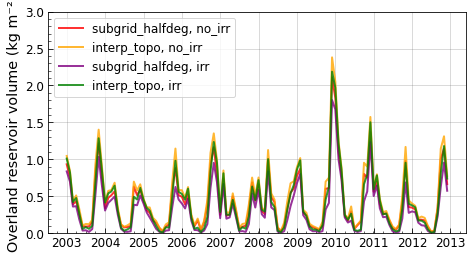 Overland reservoir volume (kg m⁻²
3.0
2.5
2.0
1.5
1.0
0.5
0.0
subgrid_halfdeg, no_irr
interp_topo, no_irr
subgrid_halfdeg, irr
interp_topo, irr
2003 2004 2005 2006 2007 2008 2009 2010 2011 2012 2013